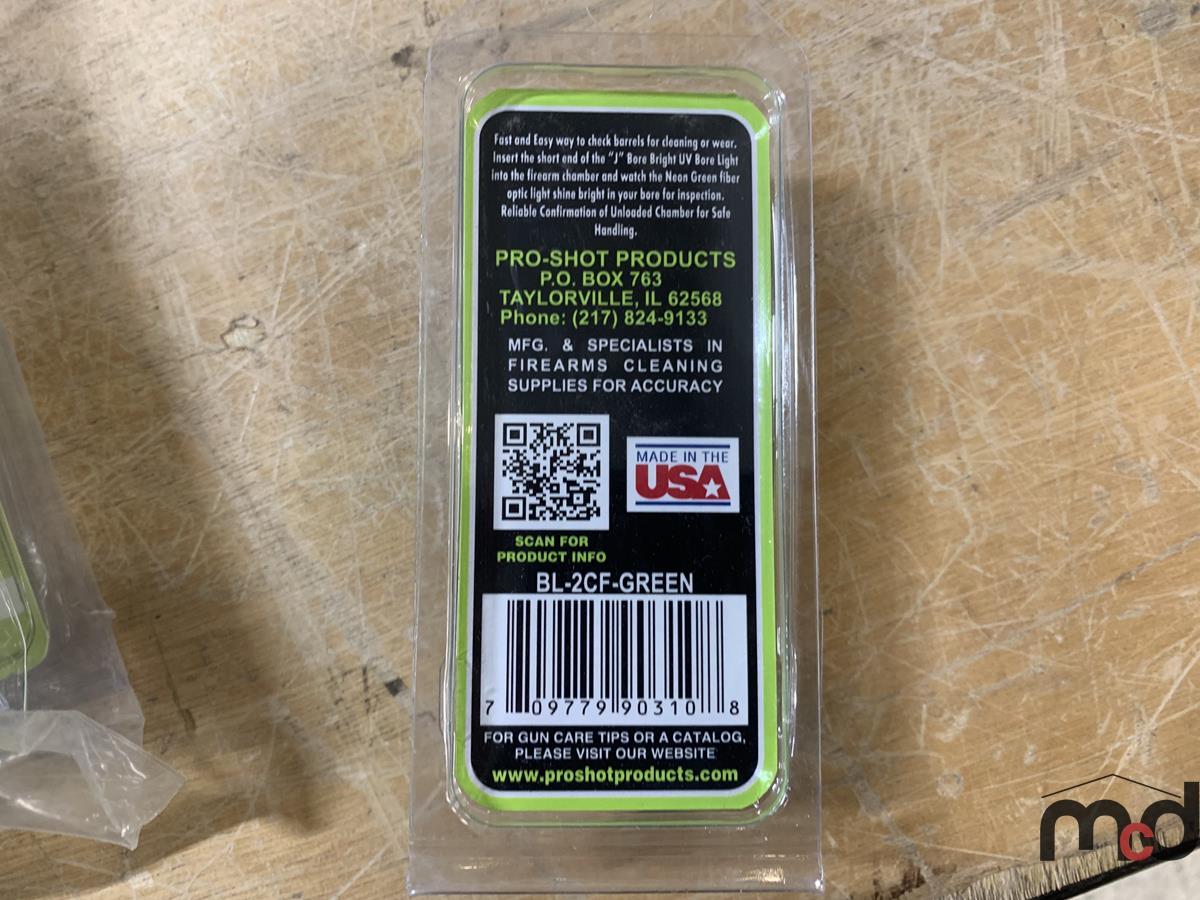 Fast and Easy way to check barrels for cleaning or wear.
Insert the short end of the "J" Bore Bright UV Bore Light
into the firearm chamber and watch the Neon Green fiber
optic light shine bright in your bore for inspection.
Reliable Confirmation of Unloaded Chamber for Safe
Handling.
PRO-SHOT PRODUCTS
P.O. BOX 763
TAYLORVILLE, IL 62568
Phone: (217) 824-9133
MFG. & SPECIALISTS IN
FIREARMS CLEANING
SUPPLIES FOR ACCURACY
MADE IN THE
USA
SCAN FOR
PRODUCT INFO
BL-2CF-GREEN
7 09779 90310 8
FOR GUN CARE TIPS OR A CATALOG,
PLEASE VISIT OUR WEBSITE
www.proshotproducts.com
mcd